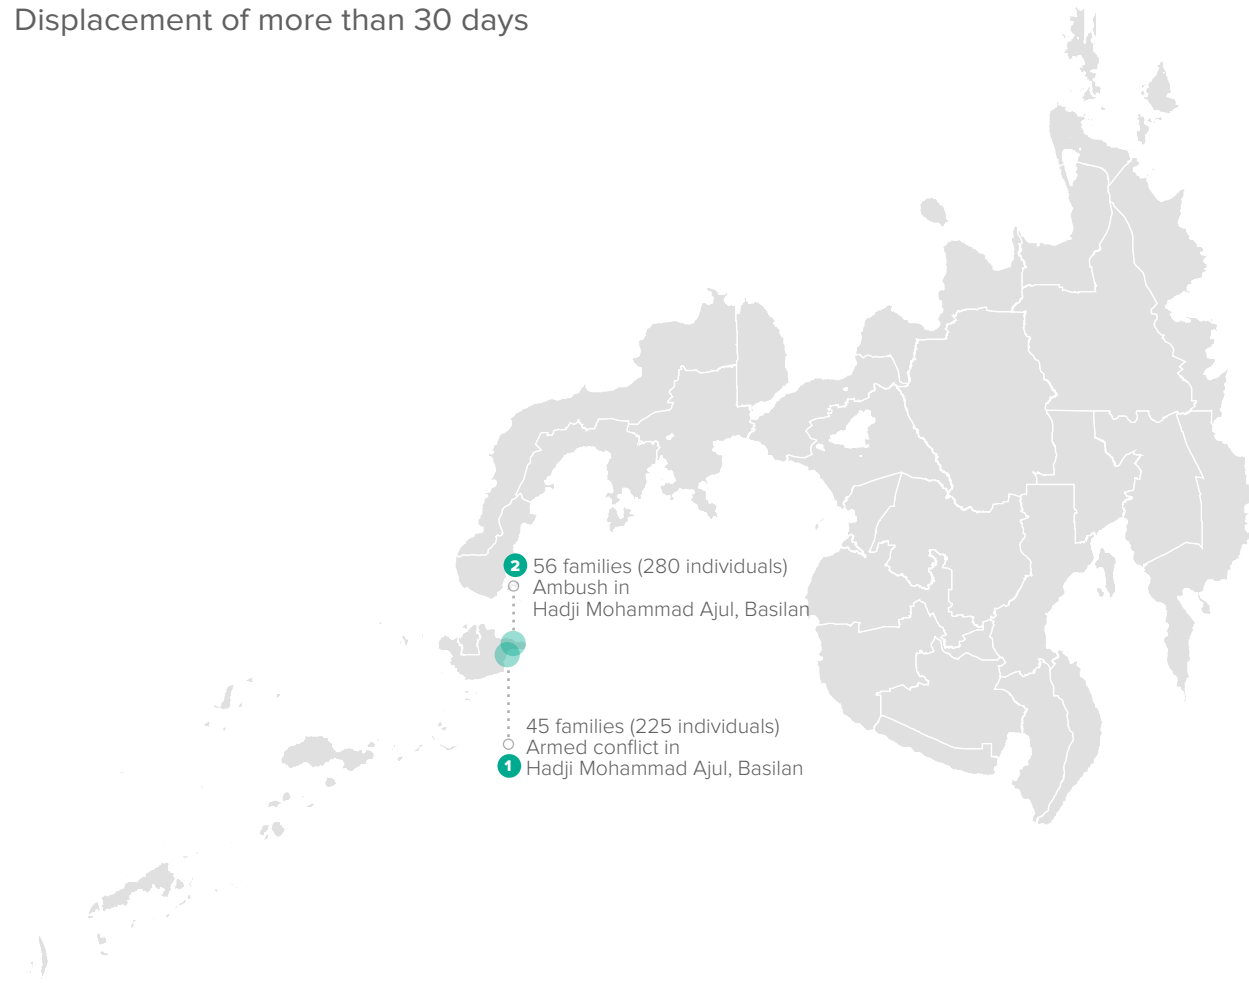 Displacement of more than 30 days
2 56 families (280 individuals)
Ambush in
Hadji Mohammad Ajul, Basilan
45 families (225 individuals)
Armed conflict in
1 Hadji Mohammad Ajul, Basilan